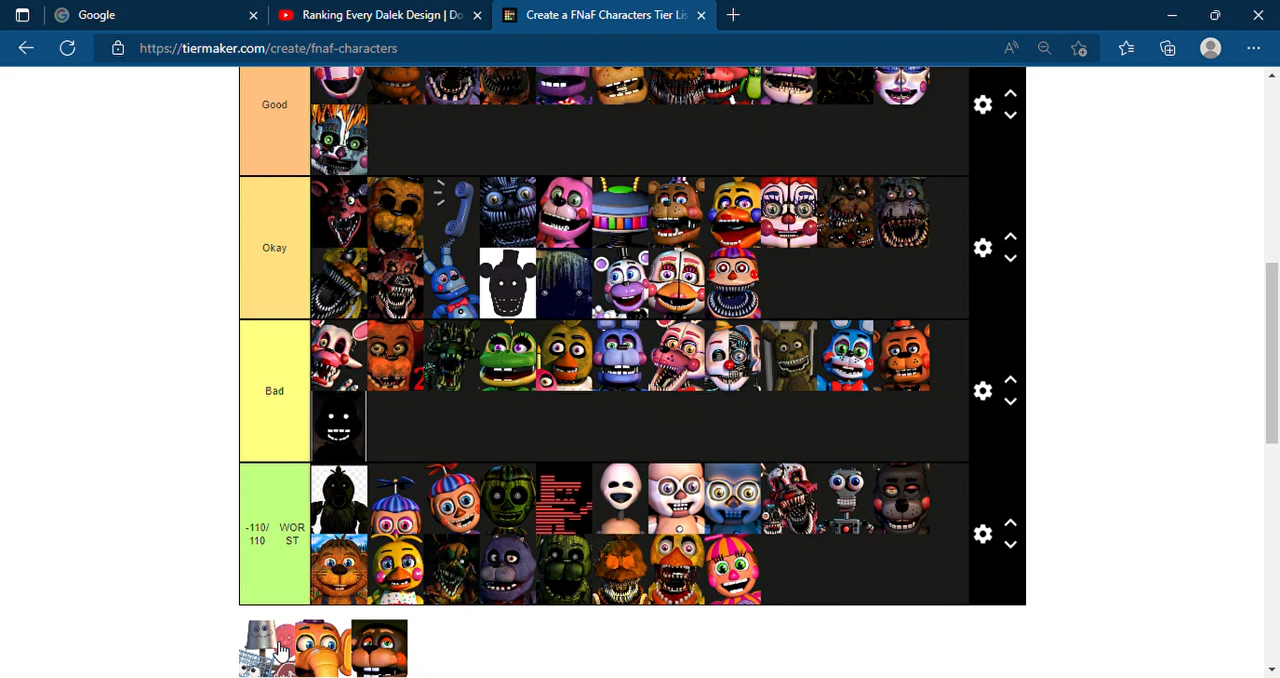 Google
Ranking Every Dalek Design | Do
Create a FNaF Characters Tier Lis
https://tiermaker.com/create/fnaf-characters
Good
Okay
Bad
-110/ WOR
110 ST